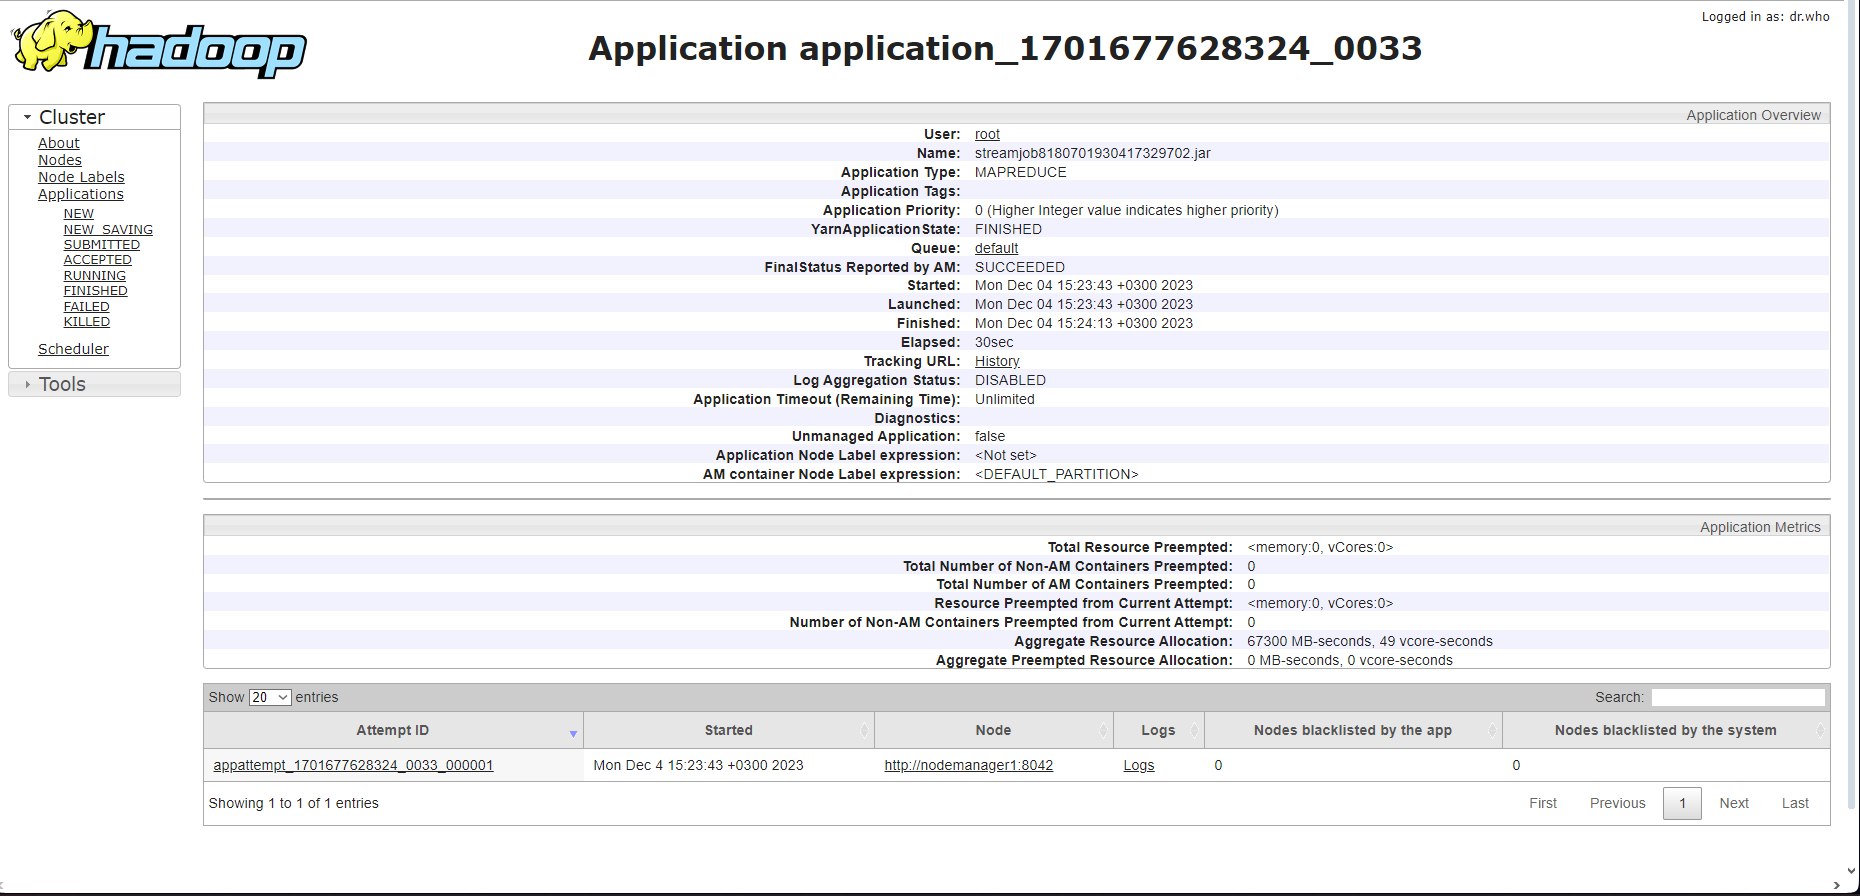 Logged in as: dr.who
hadoop
Application application_1701677628324_0033
Cluster
About
Nodes
Node Labels
Applications
NEW
NEW_SAVING
SUBMITTED
ACCEPTED
RUNNING
FINISHED
FAILED
KILLED
Scheduler
Tools
Application Overview
User: root
Name: streamjob8180701930417329702.jar
Application Type: MAPREDUCE
Application Tags:
Application Priority: 0 (Higher Integer value indicates higher priority)
YarnApplicationState: FINISHED
Queue: default
FinalStatus Reported by AM: SUCCEEDED
Started: Mon Dec 04 15:23:43 +0300 2023
Launched: Mon Dec 04 15:23:43 +0300 2023
Finished: Mon Dec 04 15:24:13 +0300 2023
Elapsed: 30sec
Tracking URL: History
Log Aggregation Status: DISABLED
Application Timeout (Remaining Time): Unlimited
Diagnostics:
Unmanaged Application: false
Application Node Label expression: <Not set>
AM container Node Label expression: <DEFAULT_PARTITION>
Application Metrics
Total Resource Preempted: <memory:0, vCores:0>
Total Number of Non-AM Containers Preempted: 0
Total Number of AM Containers Preempted: 0
Resource Preempted from Current Attempt: <memory:0, vCores:0>
Number of Non-AM Containers Preempted from Current Attempt: 0
Aggregate Resource Allocation: 67300 MB-seconds, 49 vcore-seconds
Aggregate Preempted Resource Allocation: 0 MB-seconds, 0 vcore-seconds
Show 20 entries Search:
Attempt ID Started Node Logs Nodes blacklisted by the app Nodes blacklisted by the system
appattempt_1701677628324_0033_000001 Mon Dec 4 15:23:43 +0300 2023 http://nodemanager1:8042 Logs 0 0
Showing 1 to 1 of 1 entries First Previous 1 Next Last